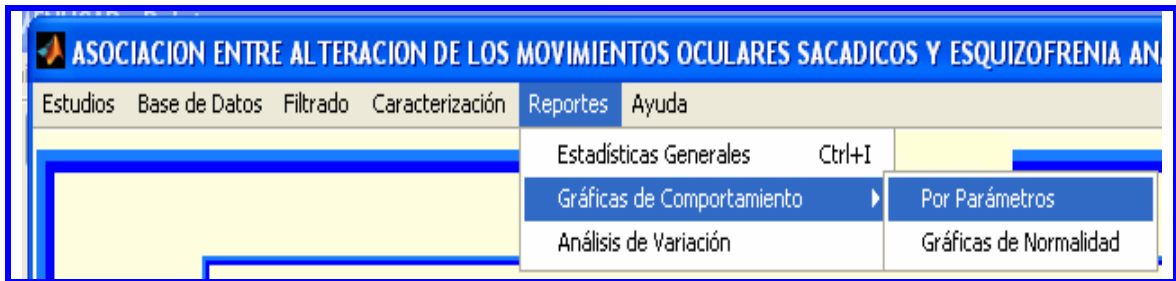 ASOCIACION ENTRE ALTERACION DE LOS MOVIMIENTOS OCULARES SACADICOS Y ESQUIZOFRENIA
Estudios Base de Datos Filtrado Caracterización Reportes Ayuda
Estadísticas Generales Ctrl+I
Gráficas de Comportamiento Por Parámetros
Análisis de Variación Gráficas de Normalidad